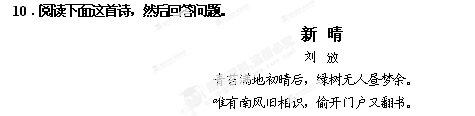 10．阅读下面这首诗，然后回答问题。
新 晴
刘 攽
青苔满地初晴后，绿树无人昼梦余。
唯有南风旧相识，偷开门户又翻书。